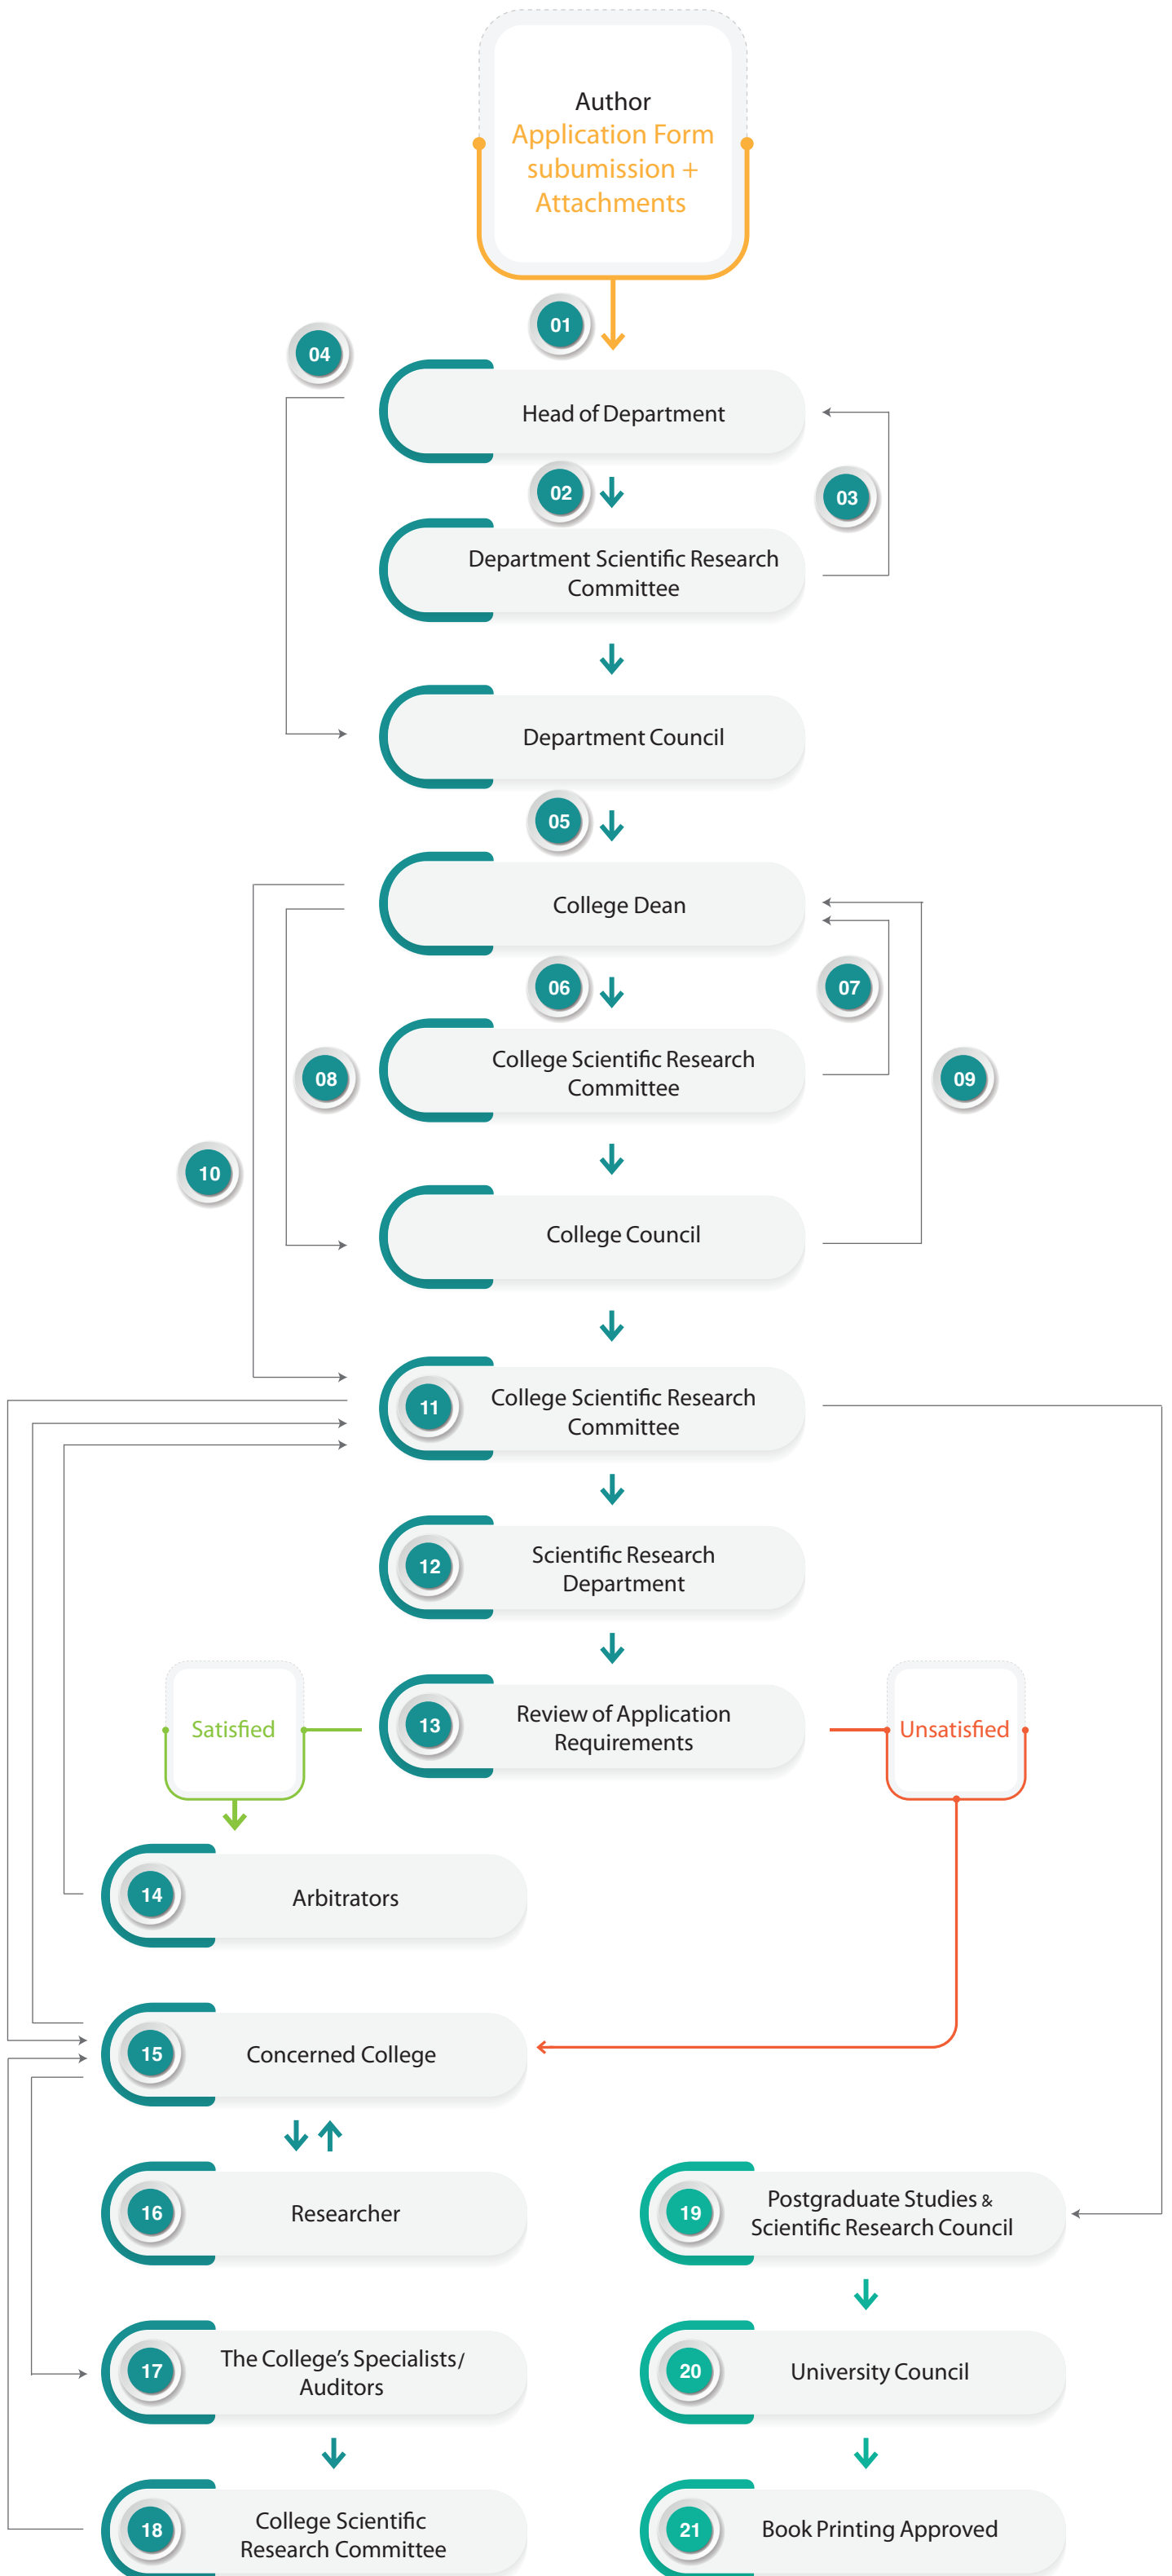 Author
Application Form
subumission +
Attachments
01
04
Head of Department
02
03
Department Scientific Research
Committee
Department Council
05
College Dean
06
07
College Scientific Research
Committee
08
09
10
College Council
11
College Scientific Research
Committee
12
Scientific Research
Department
Satisfied
13
Review of Application
Requirements
Unsatisfied
14
Arbitrators
15
Concerned College
16
Researcher
19
Postgraduate Studies &
Scientific Research Council
17
The College’s Specialists/
Auditors
20
University Council
18
College Scientific
Research Committee
21
Book Printing Approved